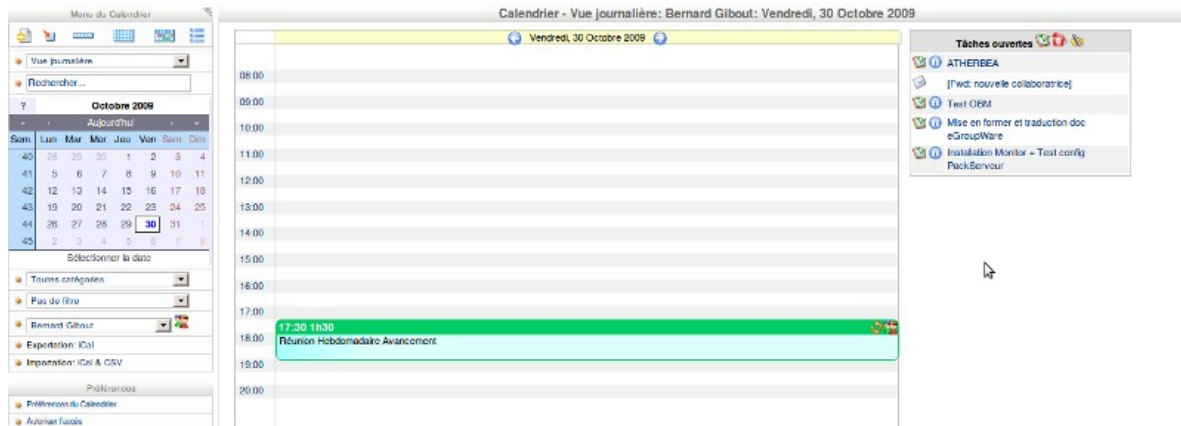 Menu du Calendrier
Calendrier - Vue journalière: Bernard Gibout: Vendredi, 30 Octobre 2009
Vue journalière
Rechercher...
? Octobre 2009
Aujourd'hui
Sem. Lun Mar Mer Jeu Ven Sam Dim
40 28 29 30 1 2 3 4
41 5 6 7 8 9 10 11
42 12 13 14 15 16 17 18
43 19 20 21 22 23 24 25
44 26 27 28 29 30 31 1
45 2 3 4 5 6 7 8
Sélectionner la date
Toutes catégories
Pas de filtre
Bernard Gibout
Exportation: iCal
Importation: iCal & CSV
Préférences
Préférences du Calendrier
Autoriser l'accès
Vendredi, 30 Octobre 2009
08:00
09:00
10:00
11:00
12:00
13:00
14:00
15:00
16:00
17:00
17:30 1h30
18:00 Réunion Hebdomadaire Avancement
19:00
20:00
Tâches ouvertes
ATHERBEA
[Fwd: nouvelle collaboratrice]
Test OBM
Mise en former et traduction doc
eGroupWare
Installation Monitor + Test config
PackServeur